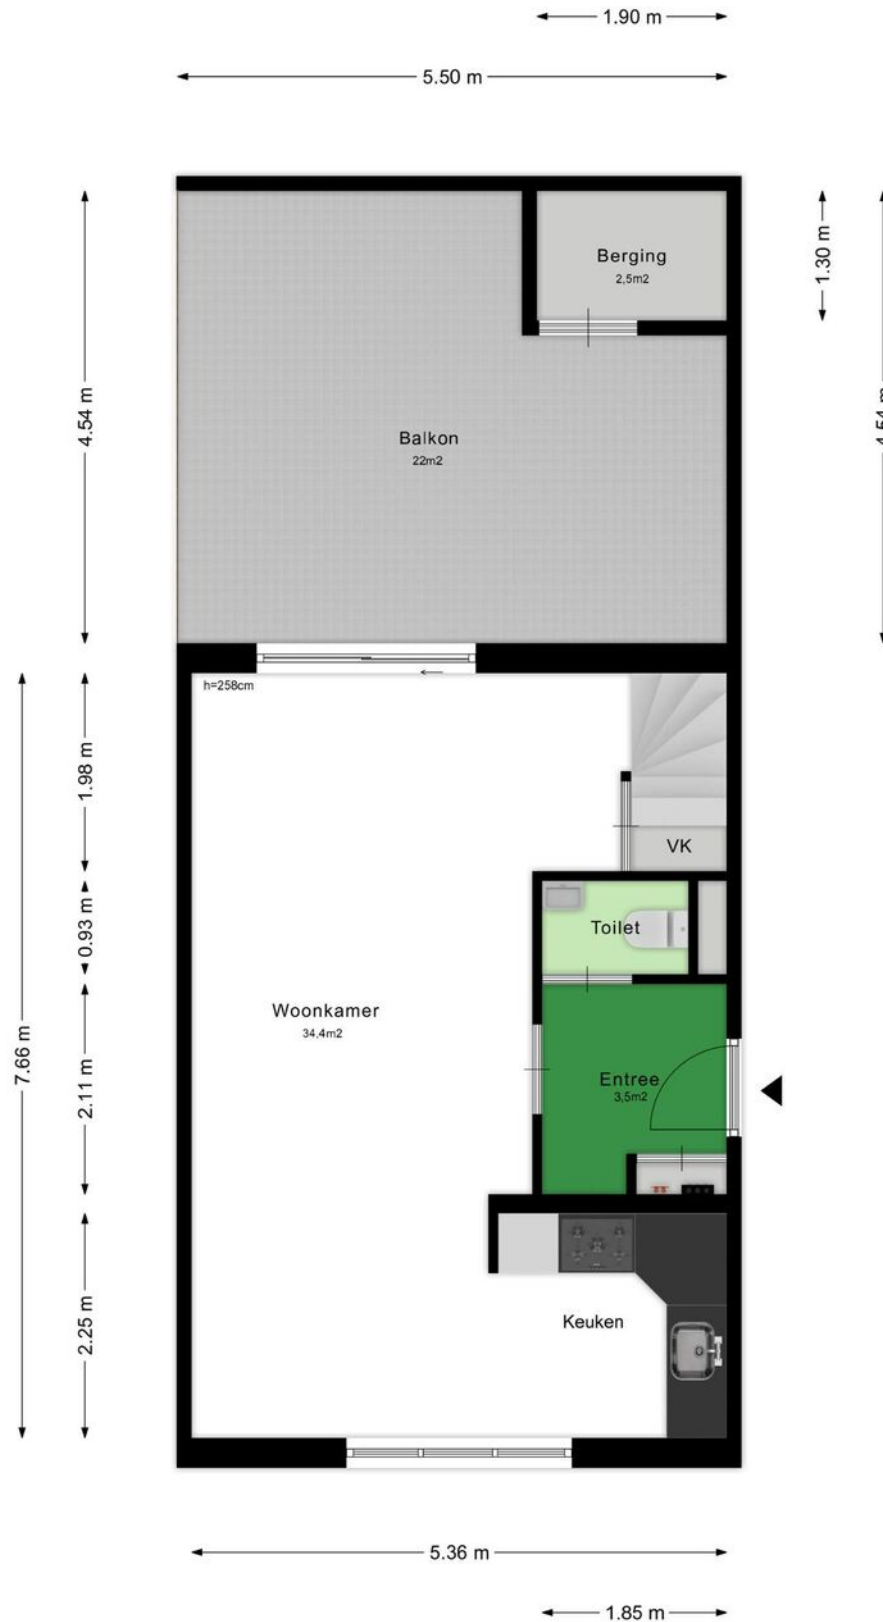 1.90 m
5.50 m
Berging
2,5m2
1.30 m
4.54 m
4.54 m
Balkon
22m2
h=258cm
1.98 m
VK
0.93 m
Toilet
Woonkamer
34,4m2
7.66 m
2.11 m
Entree
3,5m2
2.25 m
Keuken
5.36 m
1.85 m